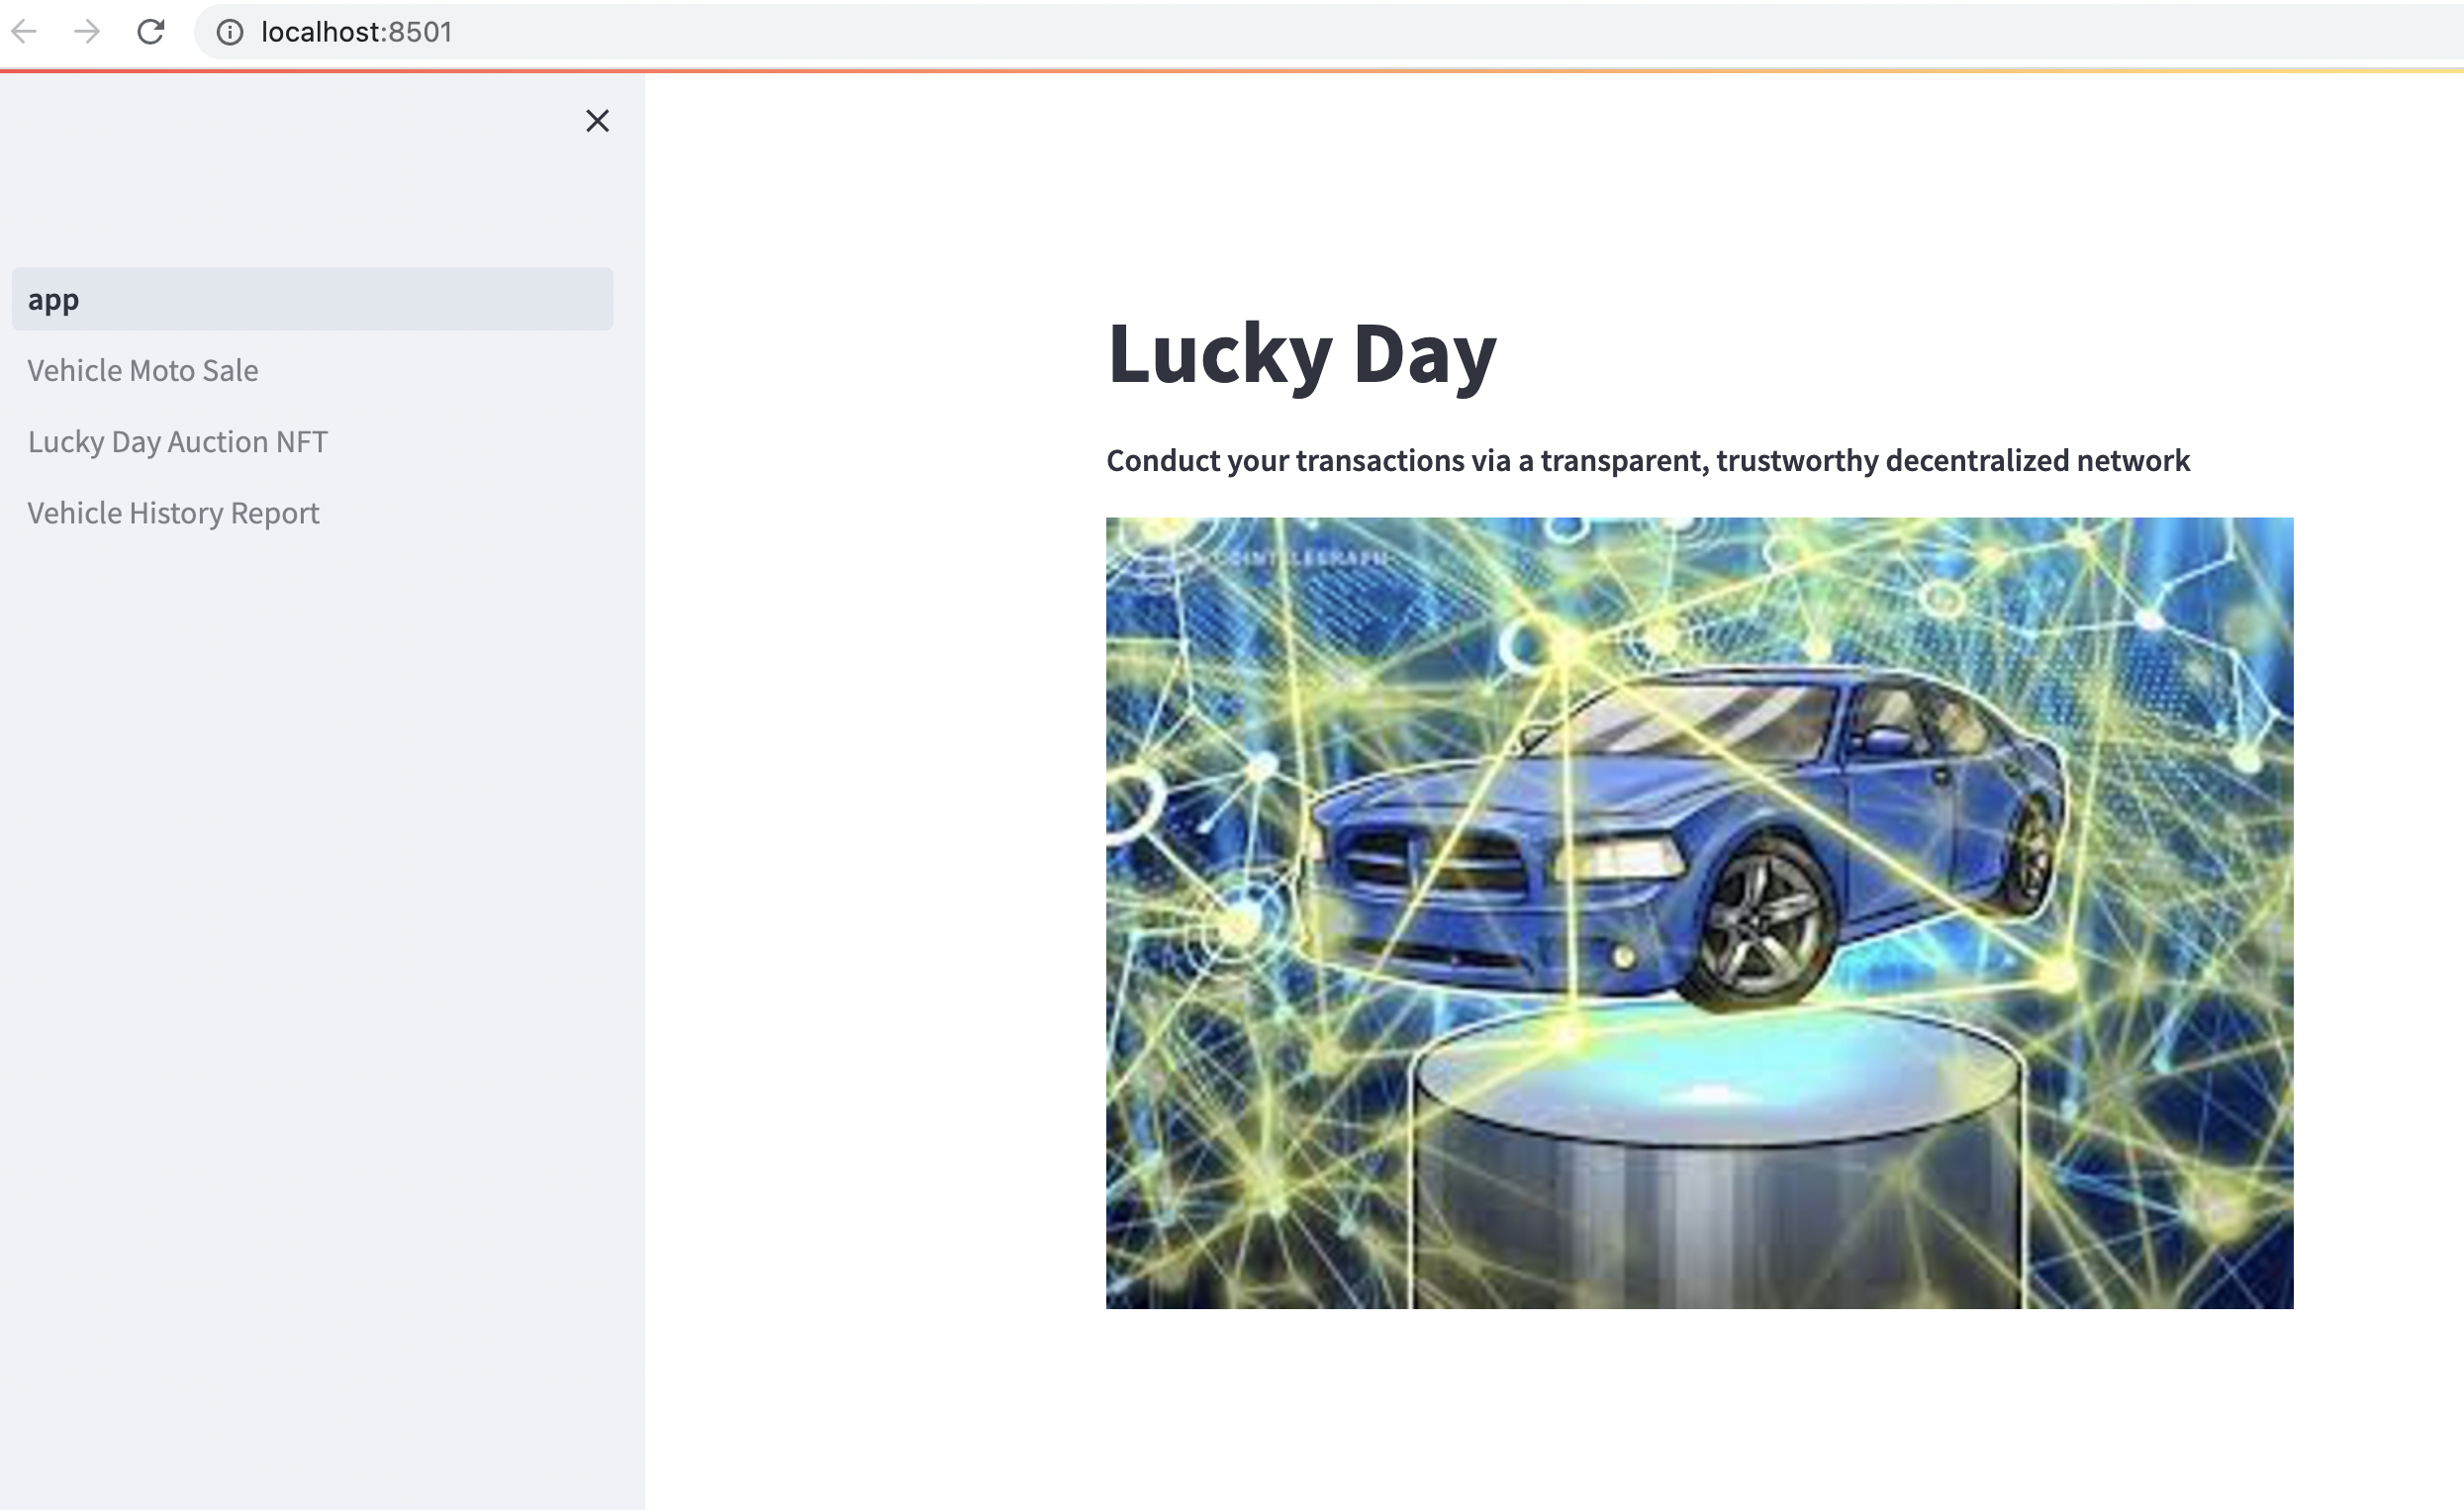 localhost:8501
app
Vehicle Moto Sale
Lucky Day Auction NFT
Vehicle History Report
Lucky Day
Conduct your transactions via a transparent, trustworthy decentralized network
COINTELEGRAPH